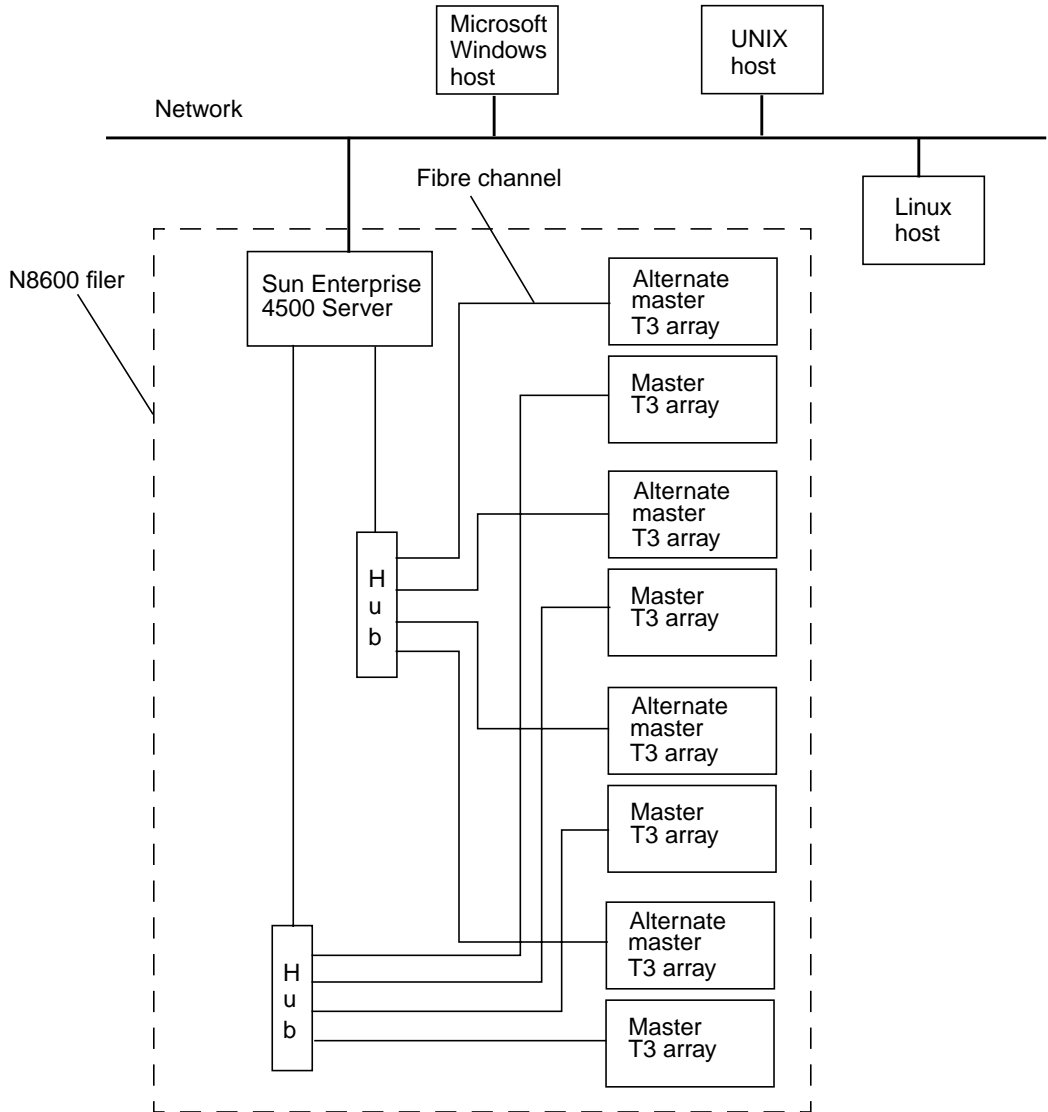 Microsoft
Windows
host
UNIX
host
Network
Fibre channel
Linux
host
N8600 filer
Sun Enterprise
4500 Server
Alternate
master
T3 array
Master
T3 array
Alternate
master
T3 array
Hub
Master
T3 array
Alternate
master
T3 array
Master
T3 array
Alternate
master
T3 array
Hub
Master
T3 array